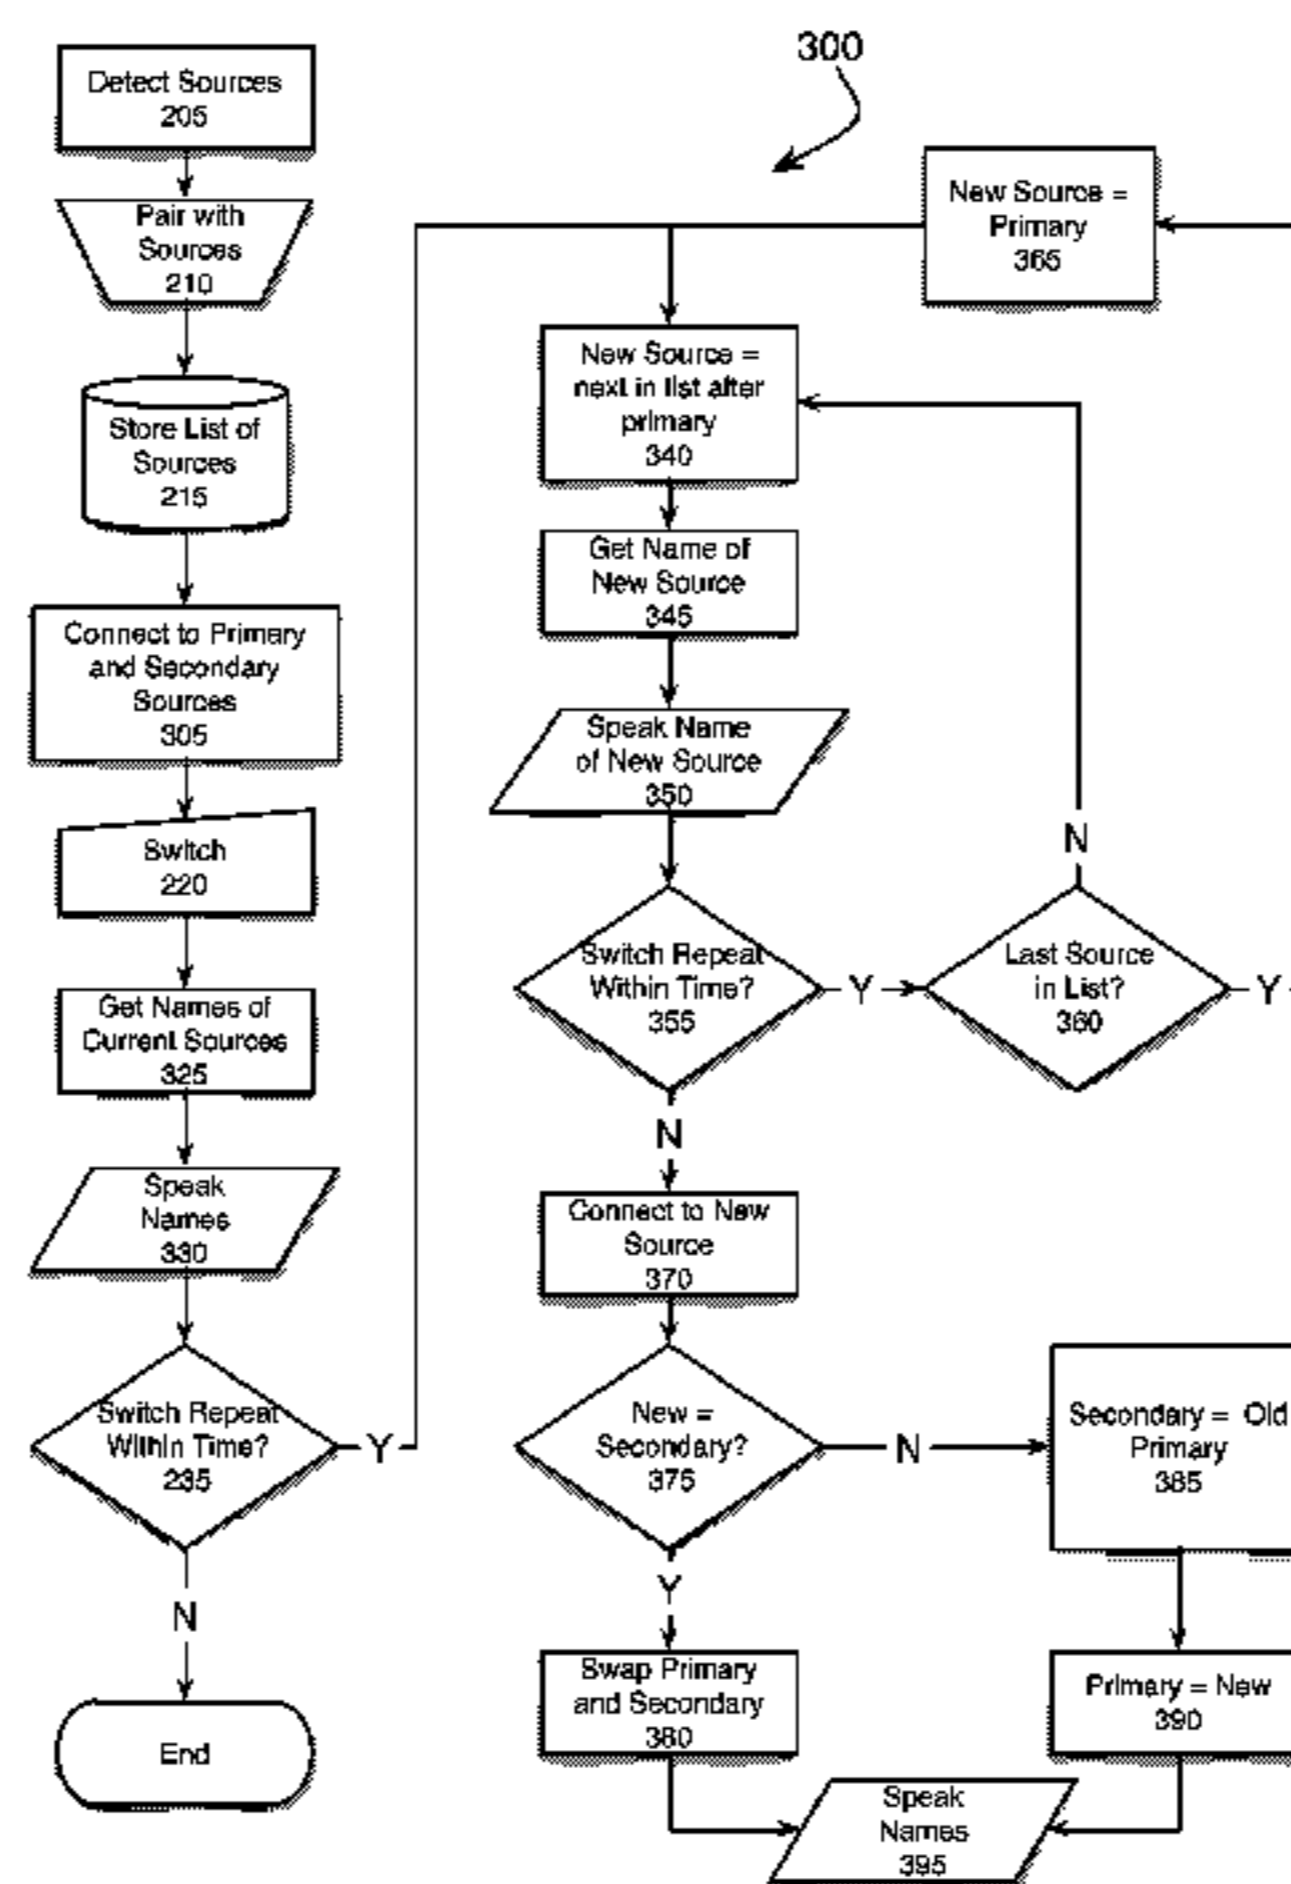 300
Detect Sources
205
Pair with
Sources
210
Store List of
Sources
215
Connect to Primary
and Secondary
Sources
305
Switch
220
Get Names of
Current Sources
325
Speak
Names
330
Switch Repeat
Within Time?
235
Y
N
End
New Source =
Primary
365
New Source =
next in list after
primary
340
Get Name of
New Source
345
Speak Name
of New Source
350
Switch Repeat
Within Time?
355
Y
Last Source
in List?
360
N
Y
N
Connect to New
Source
370
New =
Secondary?
375
N
Secondary = Old
Primary
385
Y
Swap Primary
and Secondary
380
Primary = New
390
Speak
Names
395